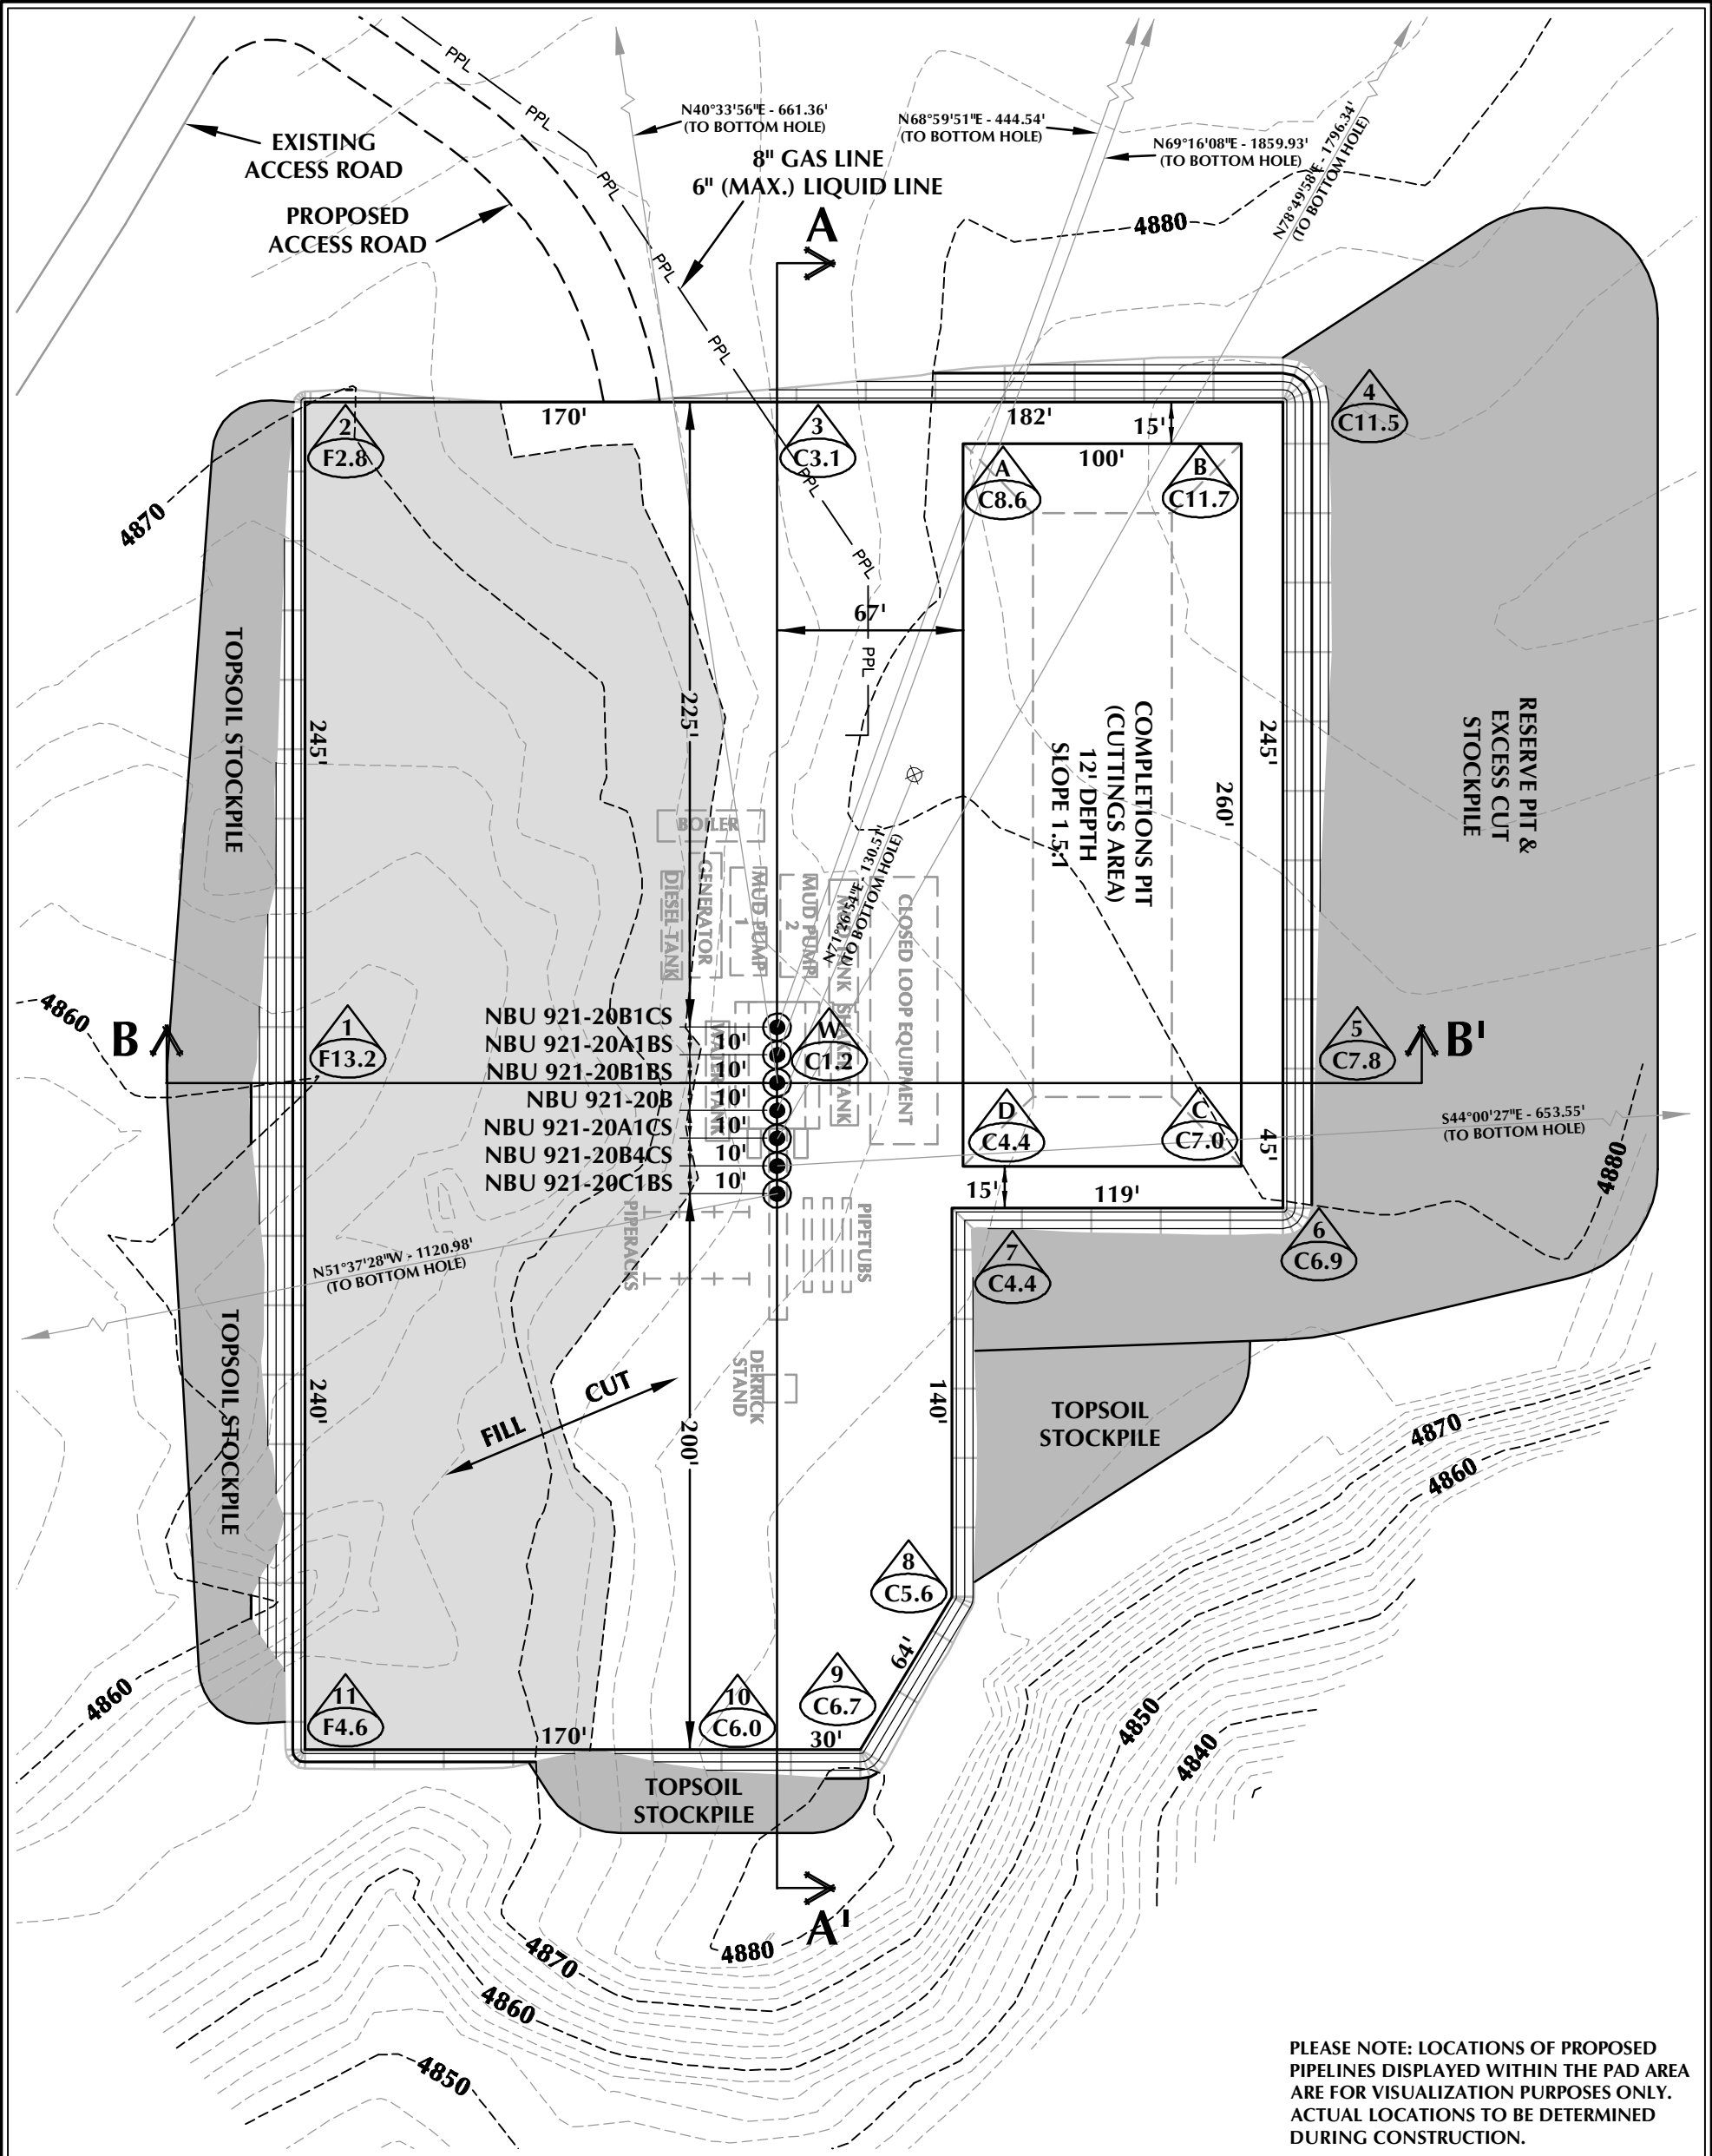 PPL
PPL
PPL
PPL
PPL
PPL
PPL
PPL
EXISTING
ACCESS ROAD
PROPOSED
ACCESS ROAD
N40°33'56"E - 661.36'
(TO BOTTOM HOLE)
8" GAS LINE
6" (MAX.) LIQUID LINE
N68°59'51"E - 444.54'
(TO BOTTOM HOLE)
N69°16'08"E - 1859.93'
(TO BOTTOM HOLE)
N78°49'58"E - 1796.34'
(TO BOTTOM HOLE)
A
4880
170'
182'
15'
100'
2
F2.8
3
C3.1
4
C11.5
A
C8.6
B
C11.7
4870
67'
TOPSOIL STOCKPILE
245'
225'
COMPLETIONS PIT
(CUTTINGS AREA)
12' DEPTH
SLOPE 1.5:1
260'
245'
RESERVE PIT &
EXCESS CUT
STOCKPILE
BOILER
DIESEL TANK
GENERATOR
MUD PUMP
1
MUD PUMP
2
MUD TANK
SHAKER TANK
CLOSED LOOP EQUIPMENT
WATER TANK
N71°26'54"E - 130.51'
(TO BOTTOM HOLE)
4860
B
1
F13.2
NBU 921-20B1CS
NBU 921-20A1BS
NBU 921-20B1BS
NBU 921-20B
NBU 921-20A1CS
NBU 921-20B4CS
NBU 921-20C1BS
10'
10'
10'
10'
10'
10'
W
C1.2
5
C7.8
B'
D
C4.4
C
C7.0
S44°00'27"E - 653.55'
(TO BOTTOM HOLE)
45'
4880
15'
119'
PIPERACKS
PIPETUBS
7
C4.4
6
C6.9
N51°37'28"W - 1120.98'
(TO BOTTOM HOLE)
TOPSOIL STOCKPILE
240'
FILL
CUT
DERRICK
STAND
200'
140'
TOPSOIL
STOCKPILE
4870
4860
8
C5.6
64'
9
C6.7
10
C6.0
11
F4.6
4860
170'
30'
4850
4840
TOPSOIL
STOCKPILE
A'
4880
4870
4860
4850
PLEASE NOTE: LOCATIONS OF PROPOSED
PIPELINES DISPLAYED WITHIN THE PAD AREA
ARE FOR VISUALIZATION PURPOSES ONLY.
ACTUAL LOCATIONS TO BE DETERMINED
DURING CONSTRUCTION.